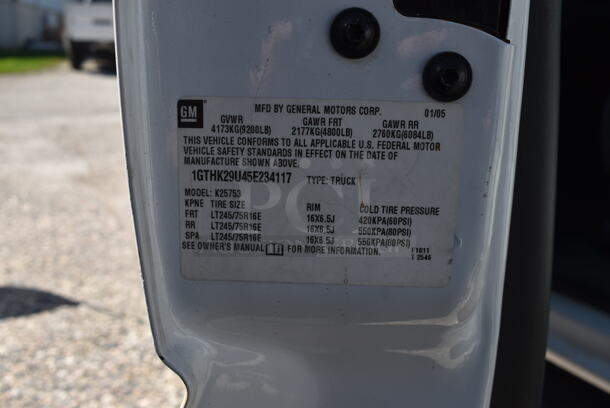 GM
MFD BY GENERAL MOTORS CORP. 01/05
GVWR GAWR FRT GAWR RR
4173KG(9200LB) 2177KG(4800LB) 2760KG(6084LB)
THIS VEHICLE CONFORMS TO ALL APPLICABLE U.S. FEDERAL MOTOR
VEHICLE SAFETY STANDARDS IN EFFECT ON THE DATE OF
MANUFACTURE SHOWN ABOVE.
1GTHK29U45E234117 TYPE: TRUCK
MODEL: K25753
KPNE TIRE SIZE RIM COLD TIRE PRESSURE
FRT LT245/75R16E 16X6.5J 420KPA(60PSI)
RR LT245/75R16E 16X6.5J 550KPA(80PSI)
SPA LT245/75R16E 16X6.5J 550KPA(80PSI)
SEE OWNER'S MANUAL FOR MORE INFORMATION.
F1011
T 2546
PCI